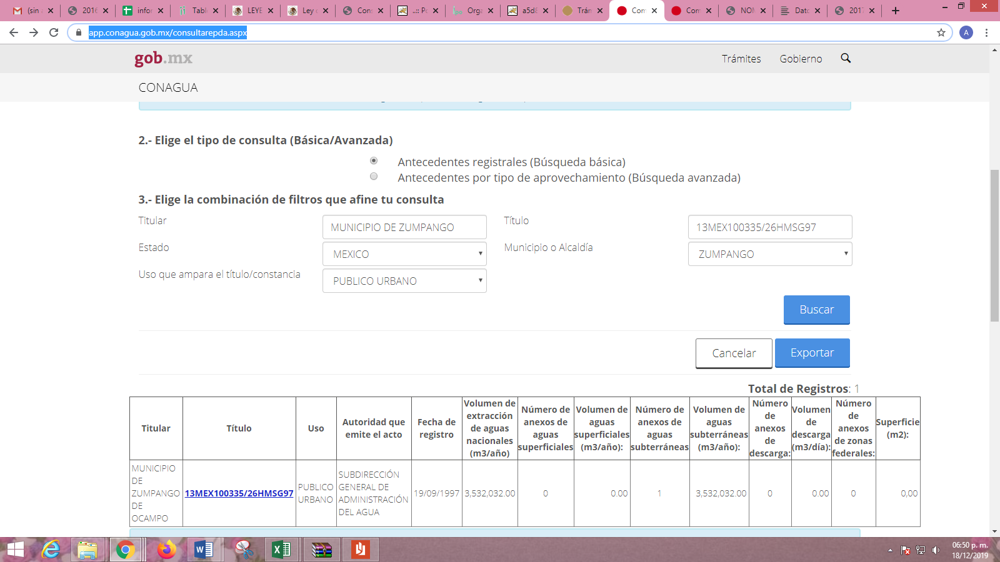 (sin
2016
infor
Tabl
LEYE
Ley
Con
..:: P
Orga
a5d8
Trán
Com
Com
NOM
Dato
2017
app.conagua.gob.mx/consultarepda.aspx
A
gob.mx
Trámites
Gobierno
CONAGUA
2.- Elige el tipo de consulta (Básica/Avanzada)
Antecedentes registrales (Búsqueda básica)
Antecedentes por tipo de aprovechamiento (Búsqueda avanzada)
3.- Elige la combinación de filtros que afine tu consulta
Titular
MUNICIPIO DE ZUMPANGO
Título
13MEX100335/26HMSG97
Estado
MEXICO
Municipio o Alcaldía
ZUMPANGO
Uso que ampara el título/constancia
PUBLICO URBANO
Buscar
Cancelar
Exportar
Total de Registros: 1
Titular
Título
Uso
Autoridad que
emite el acto
Fecha de
registro
Volumen de
extracción
de aguas
nacionales
(m3/año)
Número de
anexos de
aguas
superficiales
Volumen de
aguas
superficiales
(m3/año):
Número de
anexos de
aguas
subterráneas
Volumen de
aguas
subterráneas
(m3/año):
Número
de
anexos
de
descarga:
Volumen
de
descarga
(m3/día):
Número
de
anexos
de zonas
federales:
Superficie
(m2):
MUNICIPIO
DE
ZUMPANGO
DE
OCAMPO
13MEX100335/26HMSG97
PUBLICO
URBANO
SUBDIRECCIÓN
GENERAL DE
ADMINISTRACIÓN
DEL AGUA
19/09/1997
3,532,032.00
0
0.00
1
3,532,032.00
0
0.00
0
0,00
06:50 p. m.
18/12/2019